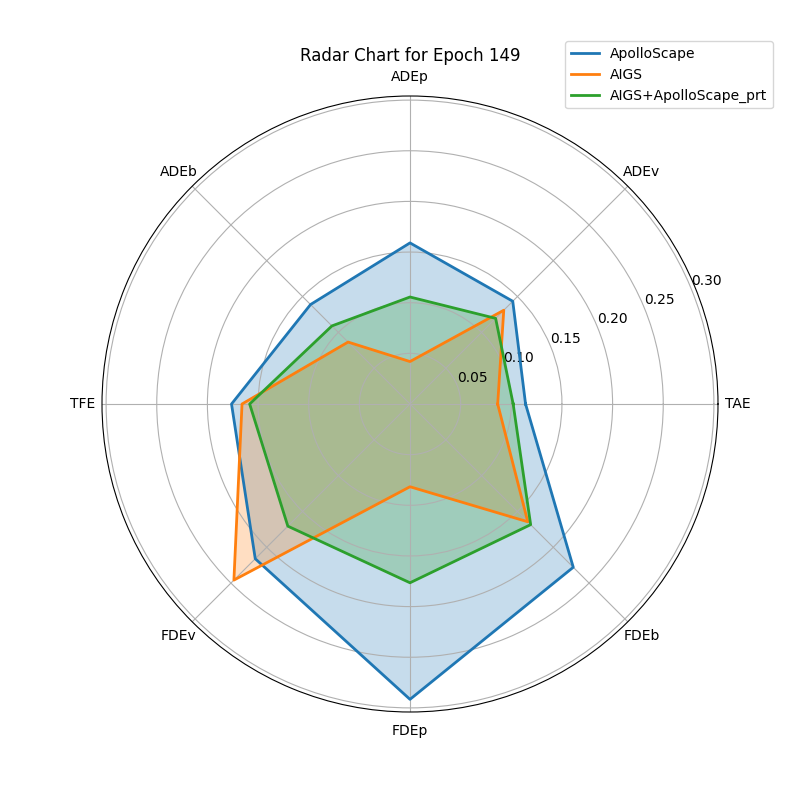 Radar Chart for Epoch 149
ApolloScape
AIGS
AIGS+ApolloScape_prt
ADEp
ADEb
ADEv
0.30
0.25
0.20
0.15
0.10
0.05
TFE
TAE
FDEv
FDEb
FDEp